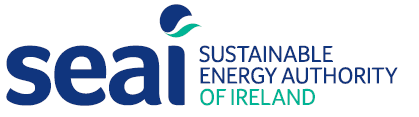 seai
SUSTAINABLE
ENERGY AUTHORITY
OF IRELAND